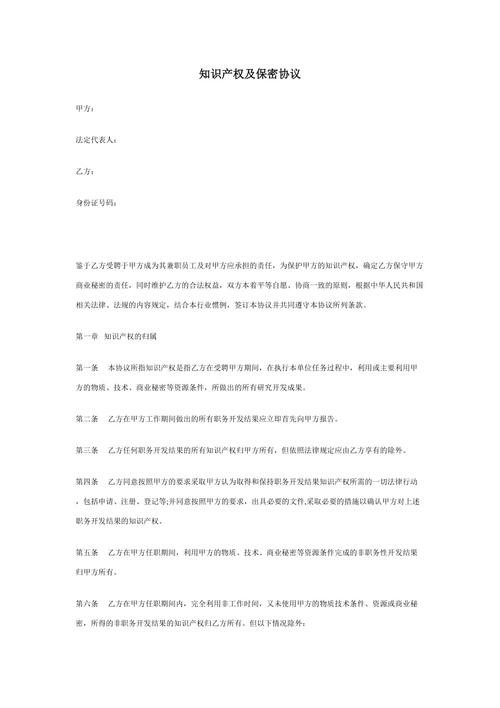 知识产权及保密协议
甲方：
法定代表人：
乙方：
身份证号码：
鉴于乙方受聘于甲方成为其兼职员工及对甲方应承担的责任，为保护甲方的知识产权，确定乙方保守甲方
商业秘密的责任，同时维护乙方的合法权益，双方本着平等自愿、协商一致的原则，根据中华人民共和国
相关法律、法规的内容规定，结合本行业惯例，签订本协议并共同遵守本协议所列条款。
第一章 知识产权的归属
第一条 本协议所指知识产权是指乙方在受聘甲方期间，在执行本单位任务过程中，利用或主要利用甲
方的物质、技术、商业秘密等资源条件，所做出的所有研究开发成果。
第二条 乙方在甲方工作期间做出的所有职务开发结果应立即首先向甲方报告。
第三条 乙方任何职务开发结果的所有知识产权归甲方所有，但依照法律规定应由乙方享有的除外。
第四条 乙方同意按照甲方的要求采取甲方认为取得和保持职务开发结果知识产权所需的一切法律行动
，包括申请、注册、登记等;并同意按照甲方的要求，出具必要的文件,采取必要的措施以确认甲方对上述
职务开发结果的知识产权。
第五条 乙方在甲方任职期间，利用甲方的物质、技术、商业秘密等资源条件完成的非职务性开发结果
归甲方所有。
第六条 乙方在甲方任职期间内，完全利用非工作时间，又未使用甲方的物质技术条件、资源或商业秘
密，所得的非职务开发结果的知识产权归乙方所有。但以下情况除外：